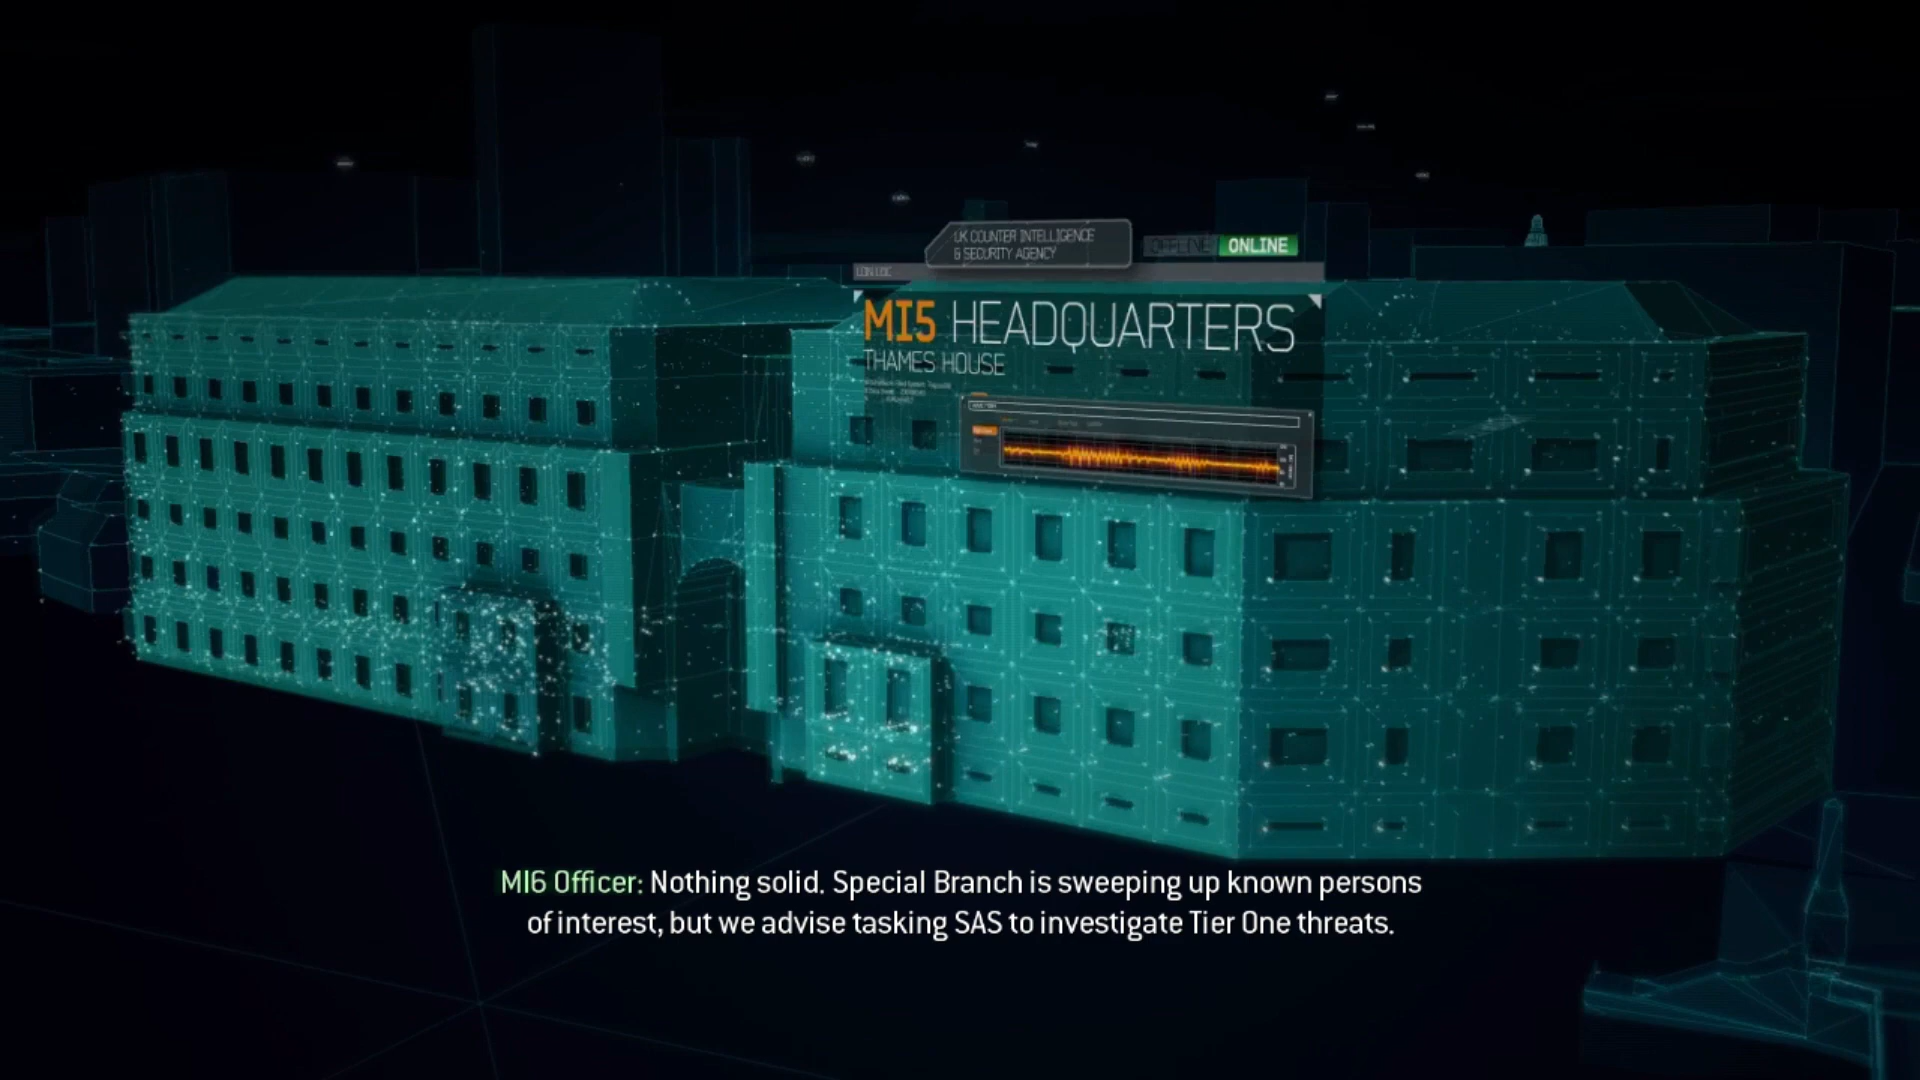 UK COUNTER INTELLIGENCE
& SECURITY AGENCY
OFFLINE ONLINE
MI5 HEADQUARTERS
THAMES HOUSE
MI6 Officer: Nothing solid. Special Branch is sweeping up known persons
of interest, but we advise tasking SAS to investigate Tier One threats.